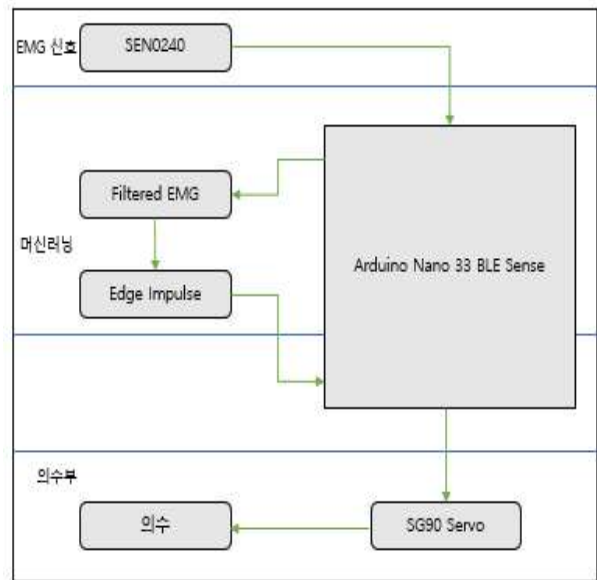 EMG 신호
SEN0240
Filtered EMG
머신러닝
Arduino Nano 33 BLE Sense
Edge Impulse
의수부
의수
SG90 Servo